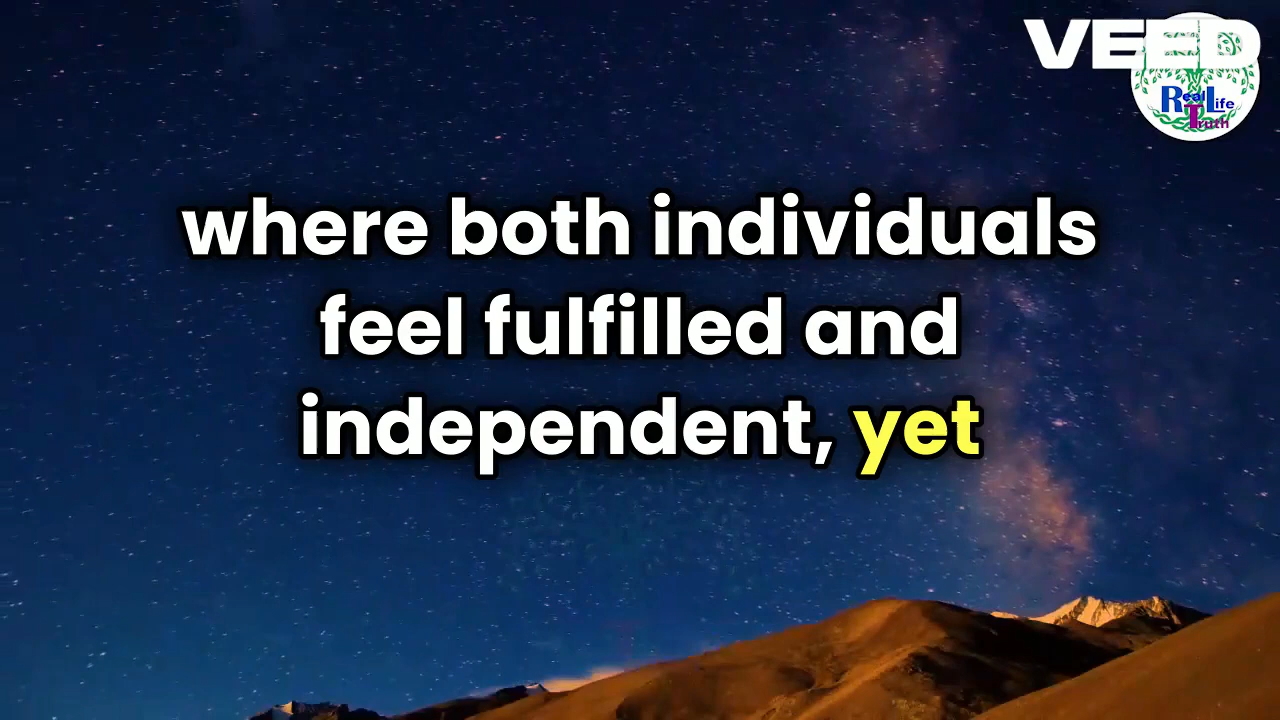 VEED
Real Life
Truth
where both individuals
feel fulfilled and
independent, yet